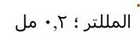 المللتر ؛ ٠,٢ مل